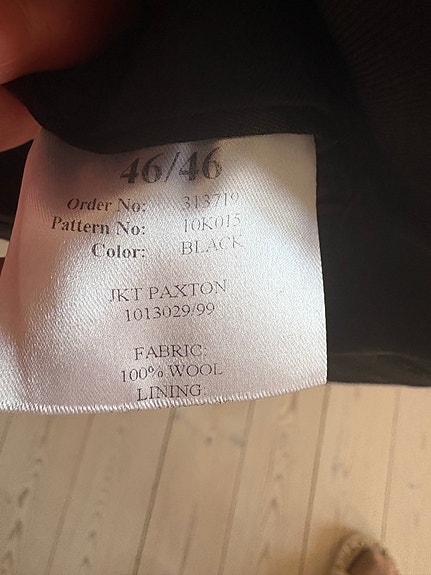 46/46
Order No: 313719
Pattern No: 10K015
Color: BLACK
JKT PAXTON
1013029/99
FABRIC:
100% WOOL
LINING